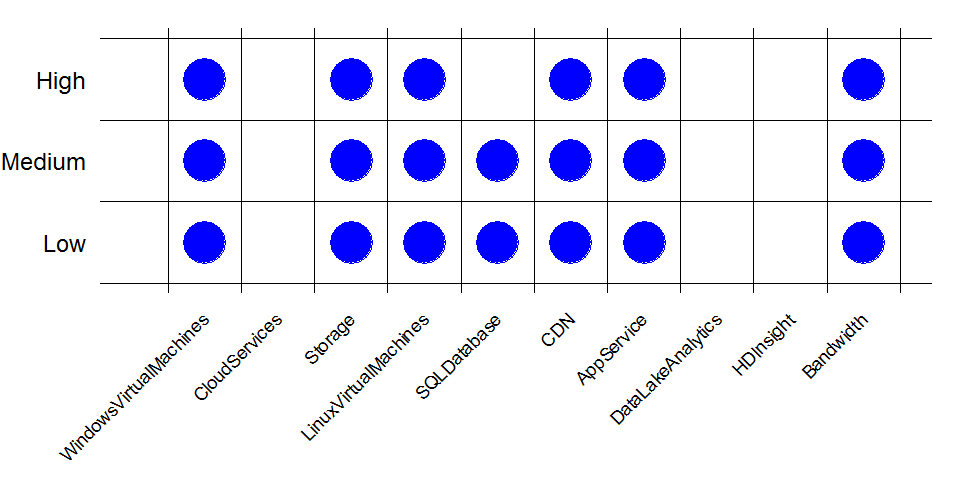 High
Medium
Low
WindowsVirtualMachines
CloudServices
Storage
LinuxVirtualMachines
SQLDatabase
CDN
AppService
DataLakeAnalytics
HDInsight
Bandwidth